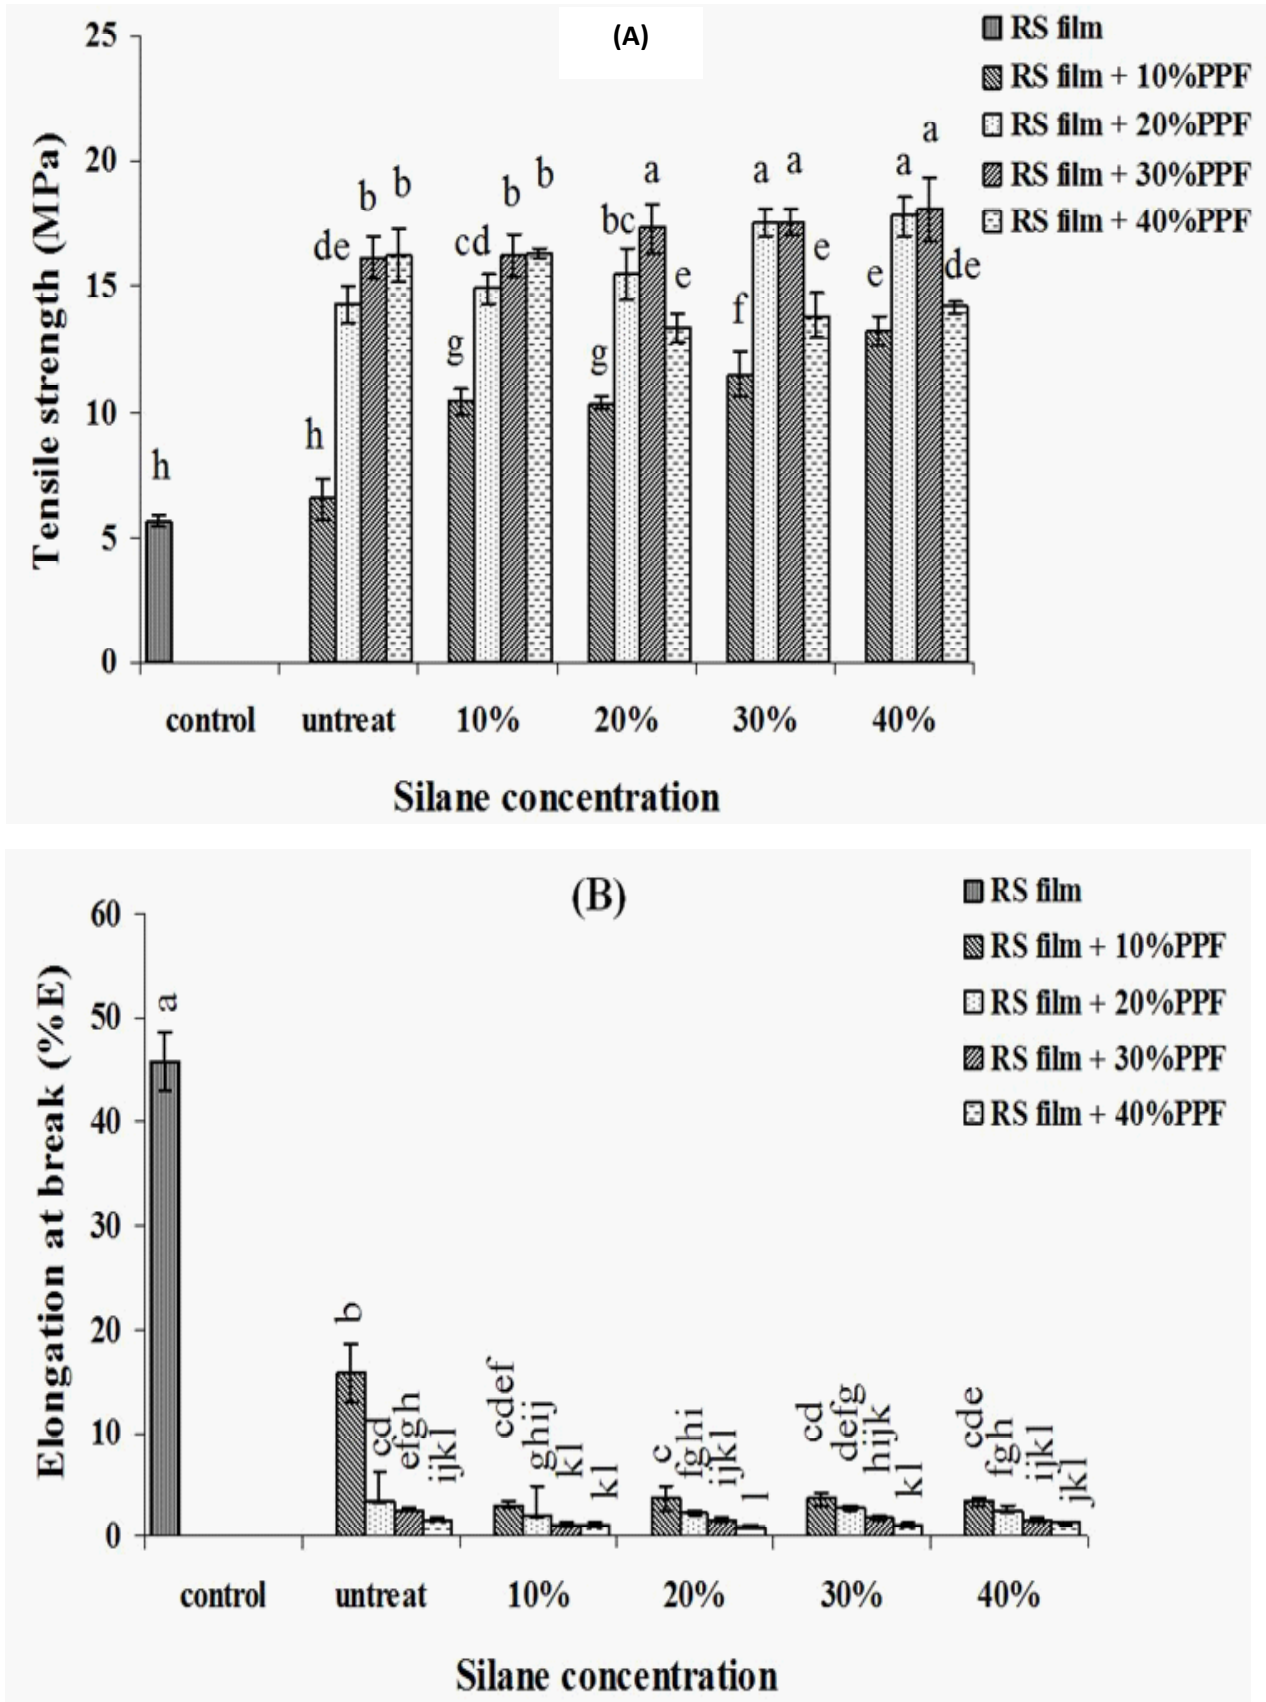 (A)
RS film
RS film + 10%PPF
RS film + 20%PPF
RS film + 30%PPF
RS film + 40%PPF
Tensile strength (MPa)
25
20
15
10
5
0
h
h
de
b
b
g
cd
b
b
g
bc
a
e
f
a
a
e
e
a
a
de
control
untreat
10%
20%
30%
40%
Silane concentration
(B)
RS film
RS film + 10%PPF
RS film + 20%PPF
RS film + 30%PPF
RS film + 40%PPF
Elongation at break (%E)
60
50
40
30
20
10
0
a
b
cd
efgh
ijkl
cdef
ghij
kl
kl
c
fghi
ijkl
l
cd
defg
hijk
kl
cde
fgh
ijkl
jkl
control
untreat
10%
20%
30%
40%
Silane concentration